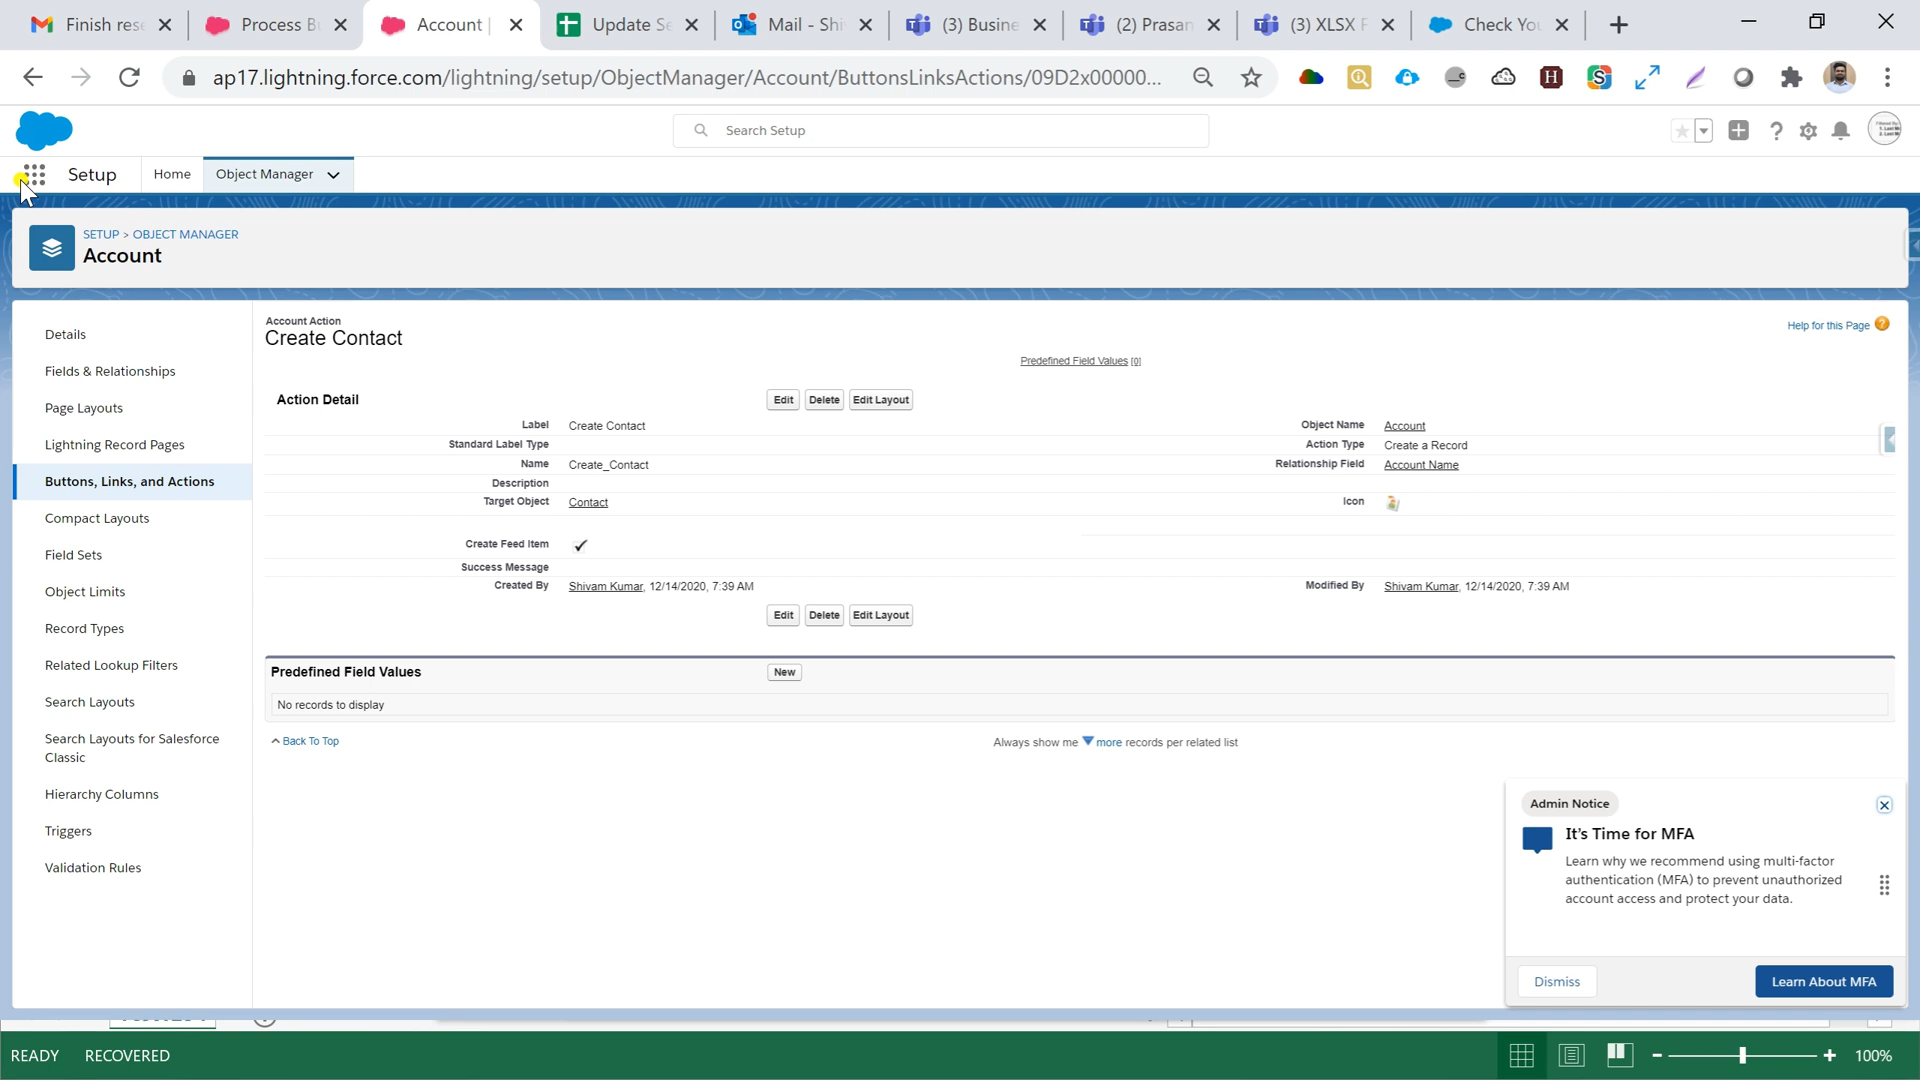 Finish rese
Process Bu
Account |
Update Se
Mail - Shiv
(3) Busine
(2) Prasan
(3) XLSX F
Check You
ap17.lightning.force.com/lightning/setup/ObjectManager/Account/ButtonsLinksActions/09D2x00000...
Search Setup
Setup
Home
Object Manager
SETUP > OBJECT MANAGER
Account
Details
Fields & Relationships
Page Layouts
Lightning Record Pages
Buttons, Links, and Actions
Compact Layouts
Field Sets
Object Limits
Record Types
Related Lookup Filters
Search Layouts
Search Layouts for Salesforce
Classic
Hierarchy Columns
Triggers
Validation Rules
Account Action
Create Contact
Help for this Page
Predefined Field Values [0]
Action Detail
Edit Delete Edit Layout
Label Create Contact Object Name Account
Standard Label Type Action Type Create a Record
Name Create_Contact Relationship Field Account Name
Description
Target Object Contact Icon
Create Feed Item
Success Message
Created By Shivam Kumar, 12/14/2020, 7:39 AM Modified By Shivam Kumar, 12/14/2020, 7:39 AM
Edit Delete Edit Layout
Predefined Field Values New
No records to display
Back To Top Always show me more records per related list
Admin Notice
It's Time for MFA
Learn why we recommend using multi-factor
authentication (MFA) to prevent unauthorized
account access and protect your data.
Dismiss Learn About MFA
READY RECOVERED 100%